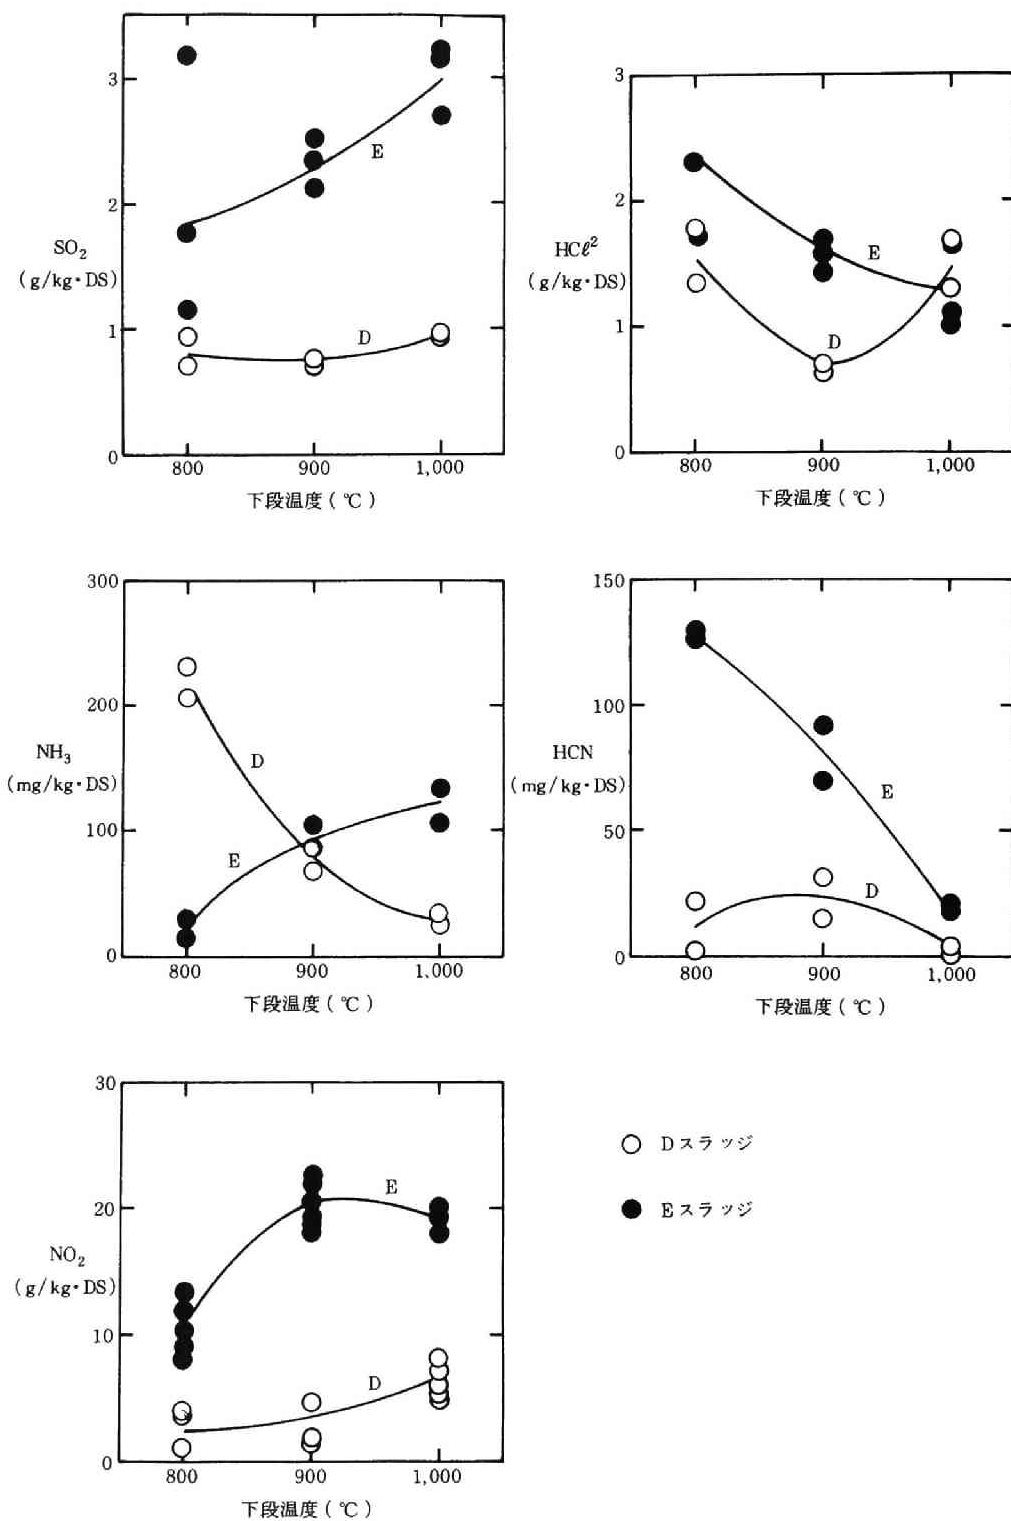 3
2
1
0
SO₂
(g/kg·DS)
E
D
800 900 1,000
下段温度(℃)
3
2
1
0
HCℓ²
(g/kg·DS)
E
D
800 900 1,000
下段温度(℃)
300
200
100
0
NH₃
(mg/kg·DS)
D
E
800 900 1,000
下段温度(℃)
150
100
50
0
HCN
(mg/kg·DS)
E
D
800 900 1,000
下段温度(℃)
30
20
10
0
NO₂
(g/kg·DS)
E
D
800 900 1,000
下段温度(℃)
Dスラッジ
Eスラッジ